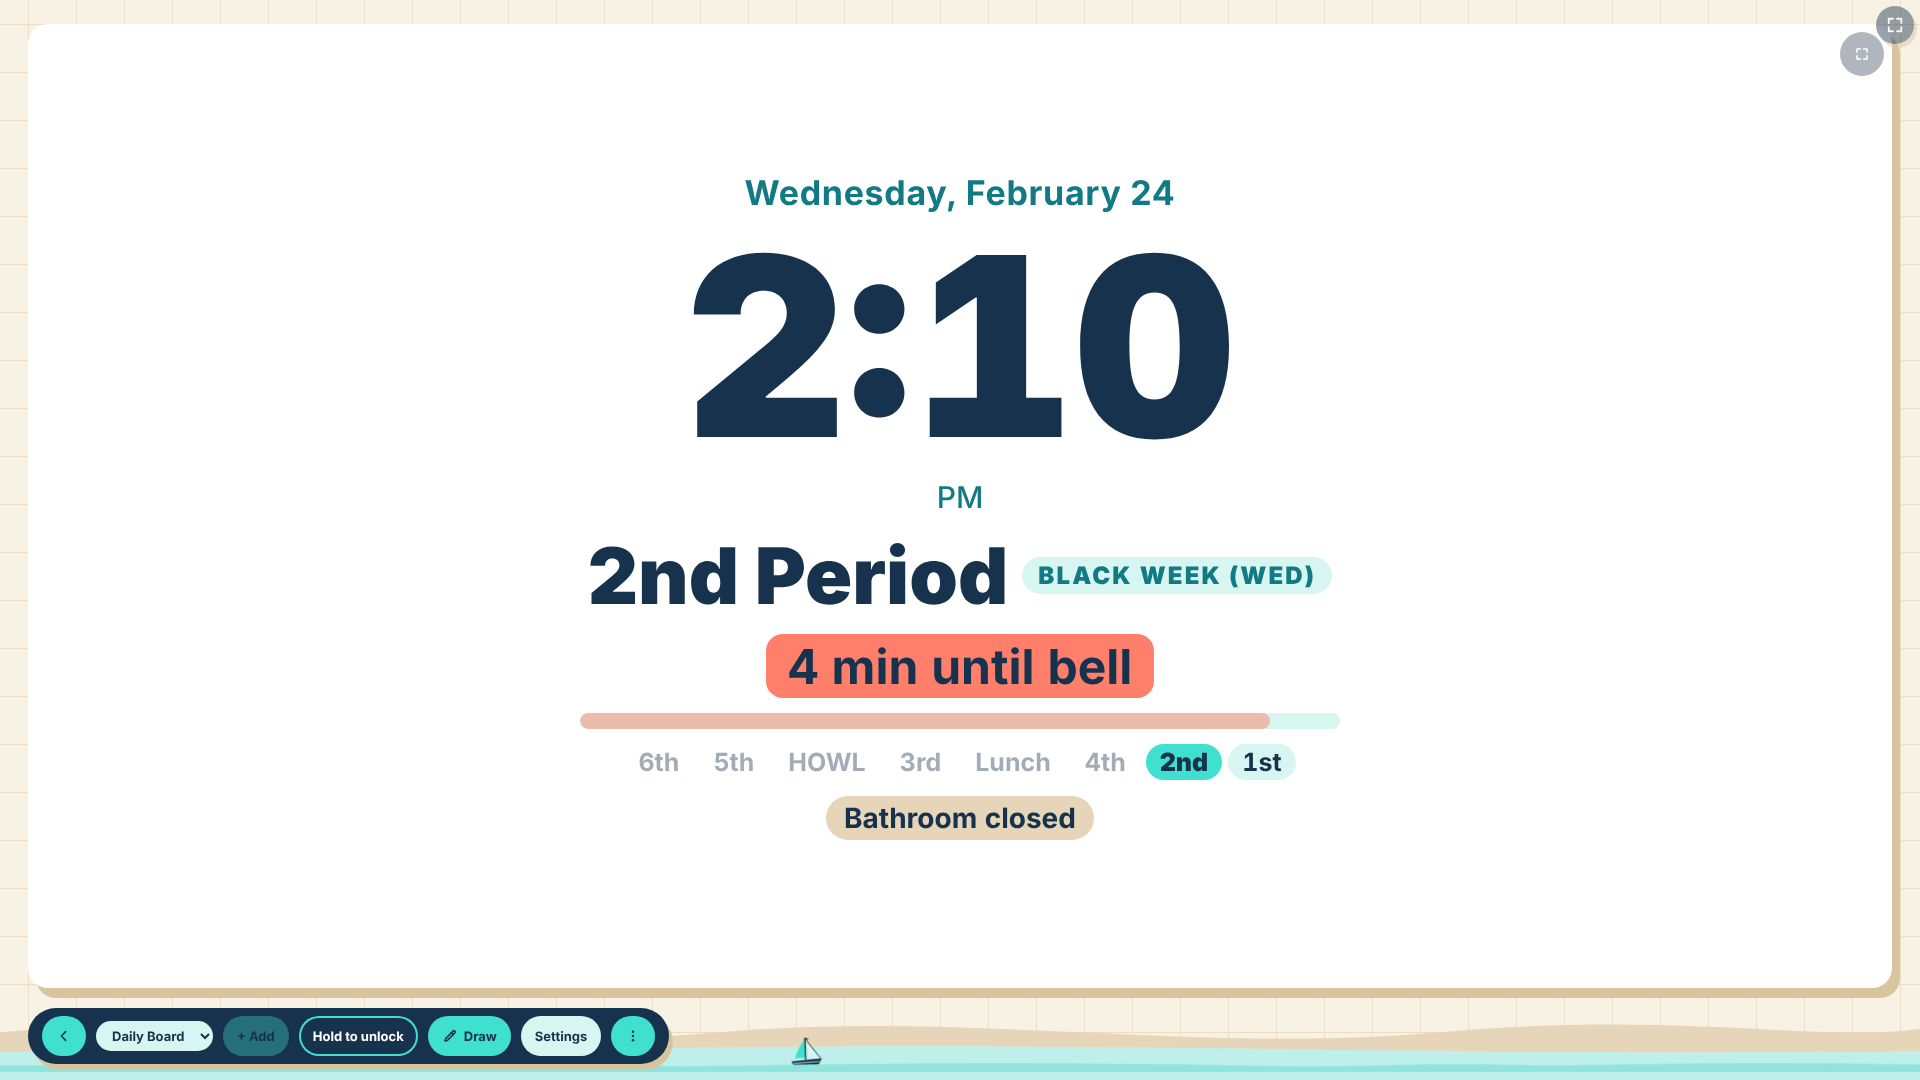 Wednesday, February 24
2:10
PM
2nd Period BLACK WEEK (WED)
4 min until bell
6th 5th HOWL 3rd Lunch 4th 2nd 1st
Bathroom closed
Daily Board + Add Hold to unlock Draw Settings